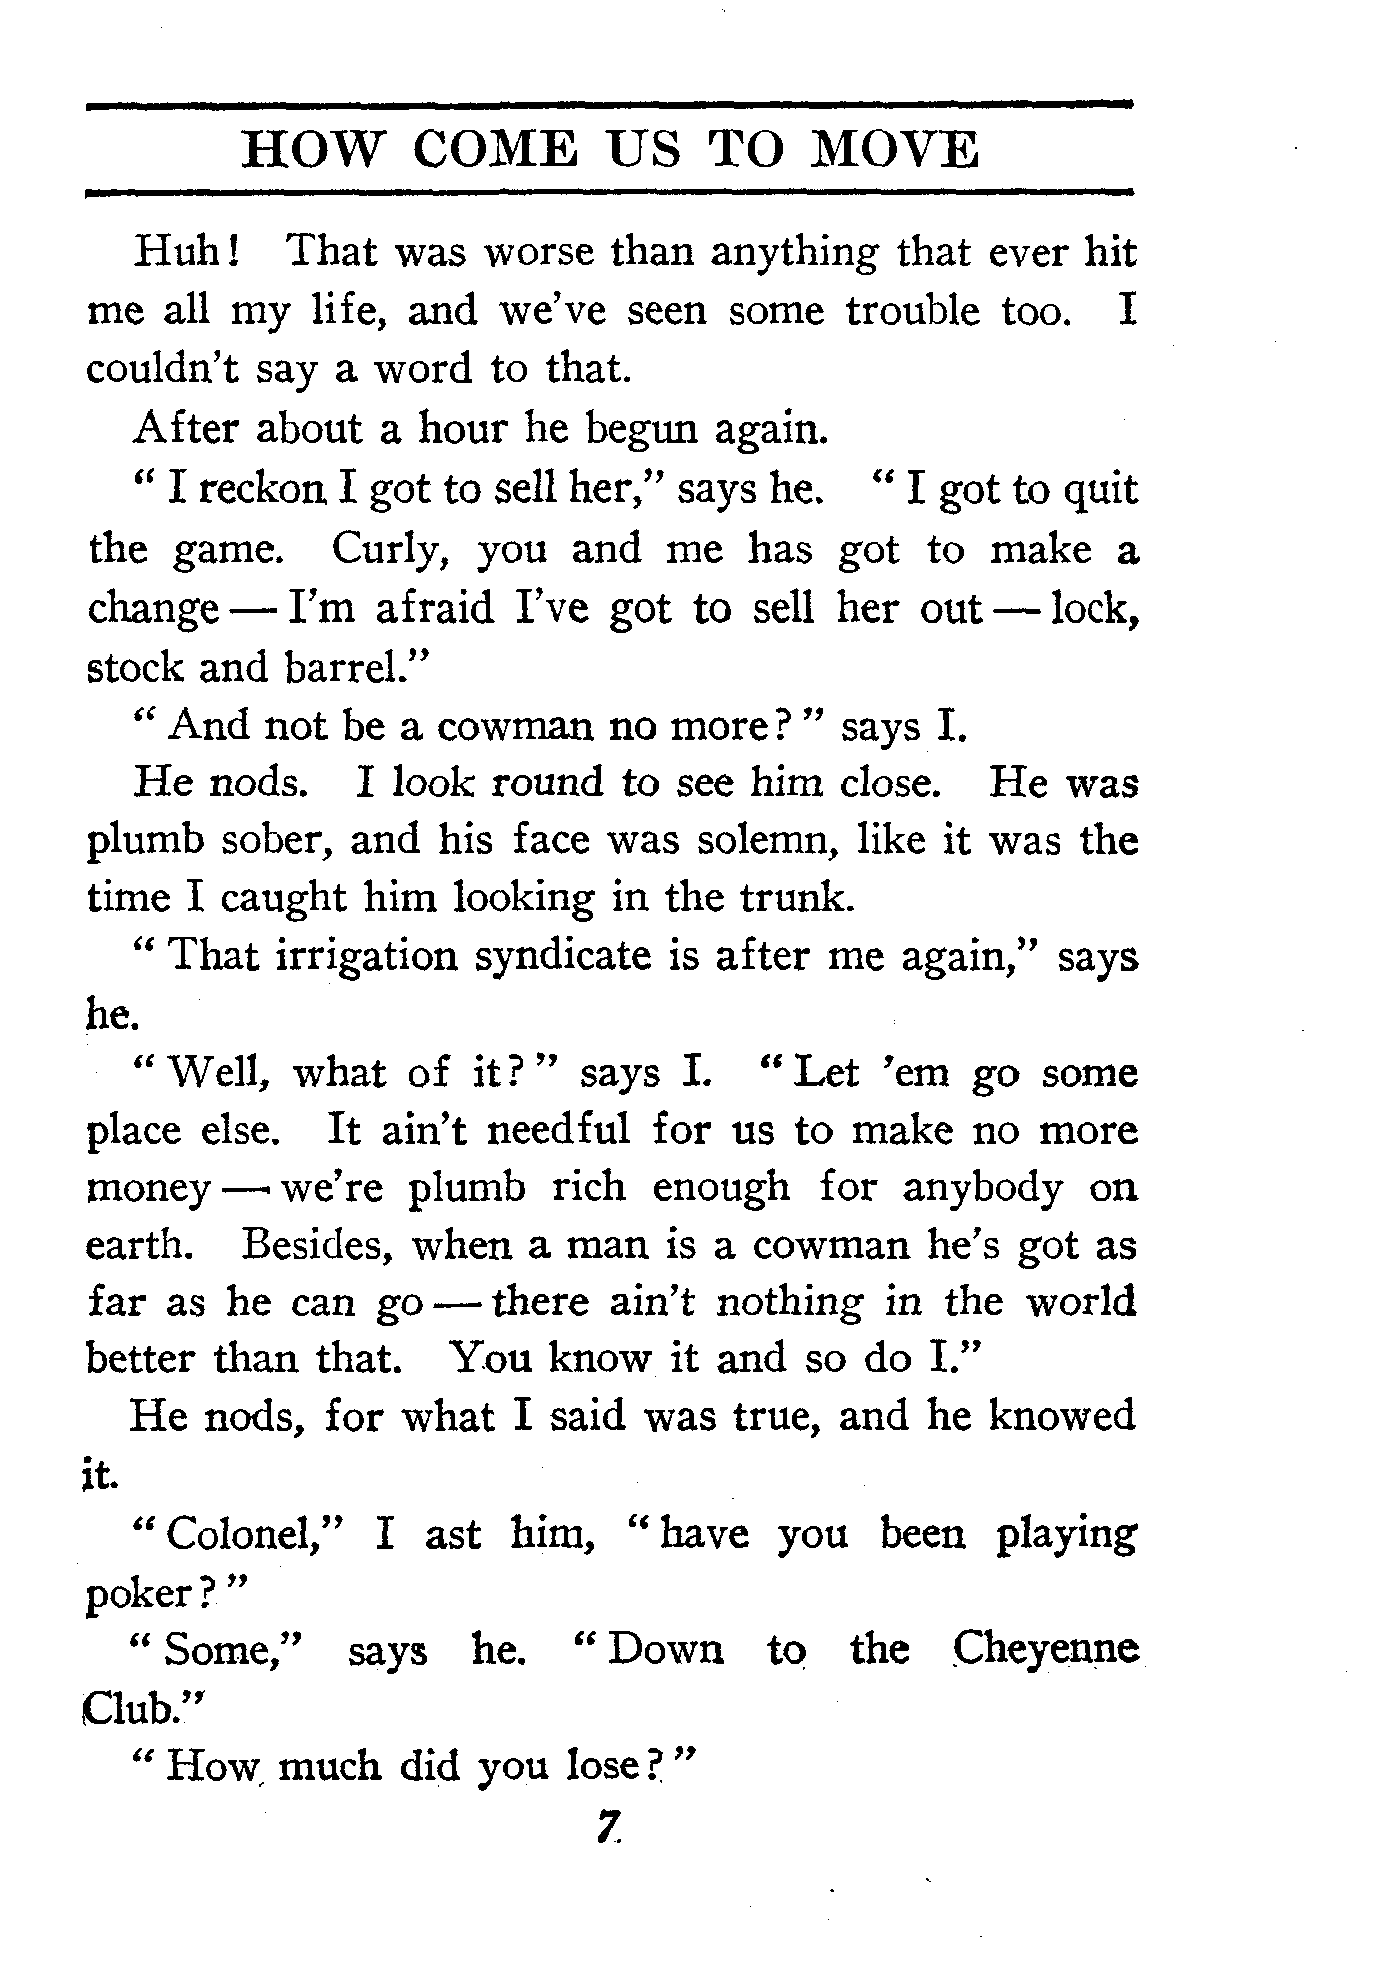 HOW COME US TO MOVE
Huh! That was worse than anything that ever hit
me all my life, and we've seen some trouble too. I
couldn't say a word to that.
After about a hour he begun again.
"I reckon I got to sell her," says he. "I got to quit
the game. Curly, you and me has got to make a
change — I'm afraid I've got to sell her out — lock,
stock and barrel."
"And not be a cowman no more?" says I.
He nods. I look round to see him close. He was
plumb sober, and his face was solemn, like it was the
time I caught him looking in the trunk.
"That irrigation syndicate is after me again," says
he.
"Well, what of it?" says I. "Let 'em go some
place else. It ain't needful for us to make no more
money — we're plumb rich enough for anybody on
earth. Besides, when a man is a cowman he's got as
far as he can go — there ain't nothing in the world
better than that. You know it and so do I."
He nods, for what I said was true, and he knowed
it.
"Colonel," I ast him, "have you been playing
poker?"
"Some," says he. "Down to the Cheyenne
Club."
"How much did you lose?"
7